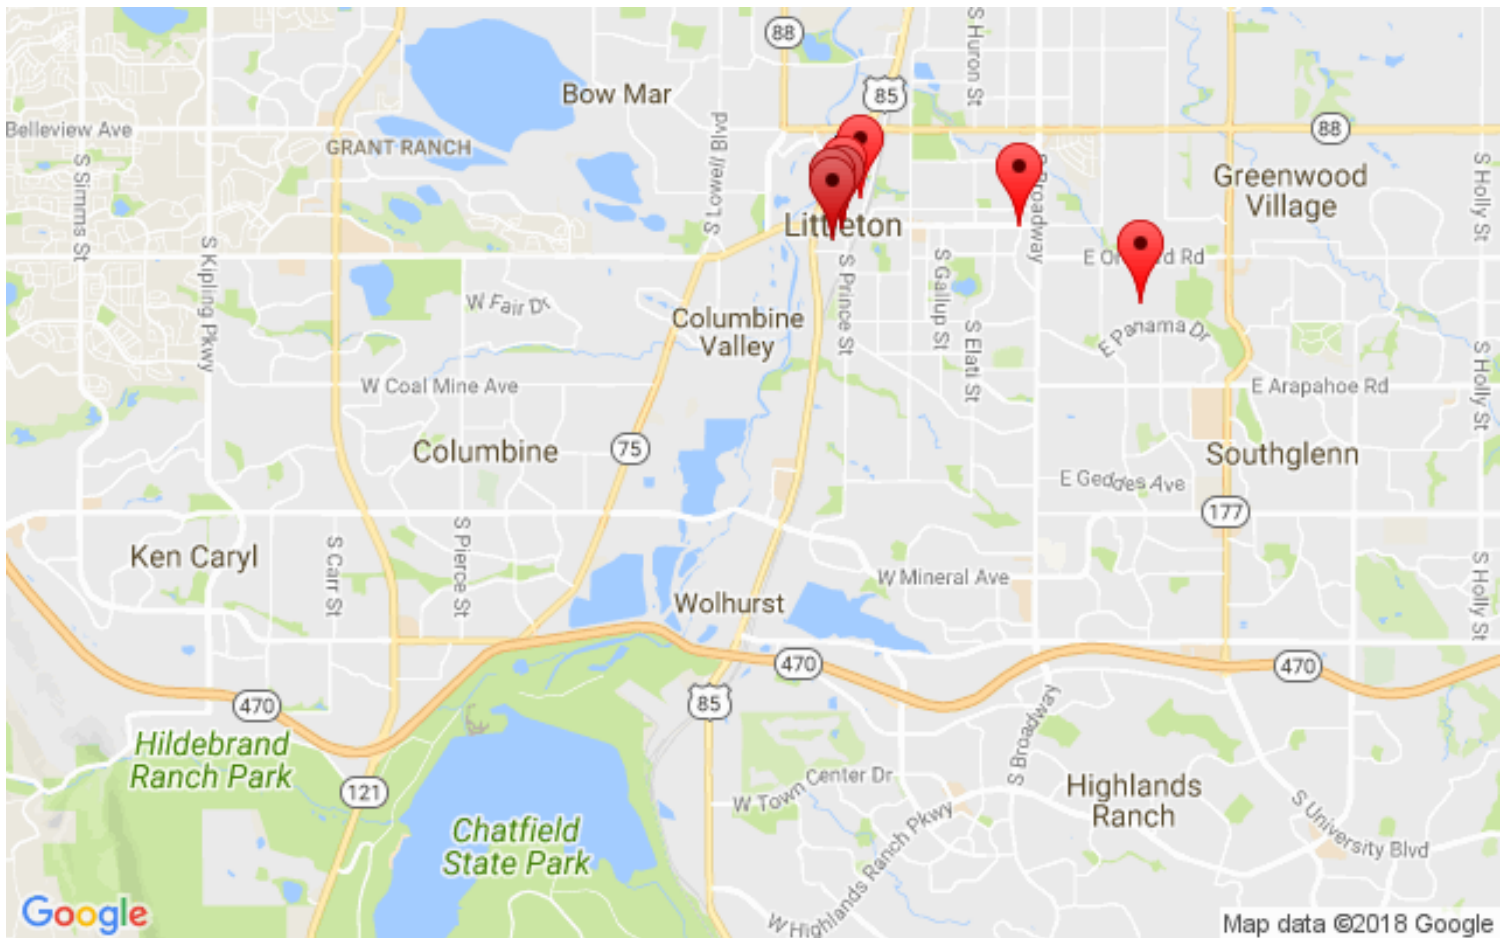 88
S Huron St
85
Bow Mar
Belleview Ave
GRANT RANCH
S Lowell Blvd
88
S Simms St
S Holly St
Broadway
Greenwood
Village
Littleton
S Kipling Pkwy
E Orchard Rd
S Prince St
S Gallup St
W Fair Dr
Columbine
Valley
S Elati St
E Panama Dr
S Holly St
W Coal Mine Ave
E Arapahoe Rd
Columbine
75
Southglenn
E Geddes Ave
177
Ken Caryl
S Carr St
S Pierce St
W Mineral Ave
S Holly St
Wolhurst
470
470
470
85
S Broadway
Hildebrand
Ranch Park
121
W Town Center Dr
Highlands
Ranch
S University Blvd
Chatfield
State Park
W Highlands Ranch Pkwy
Google
Map data ©2018 Google